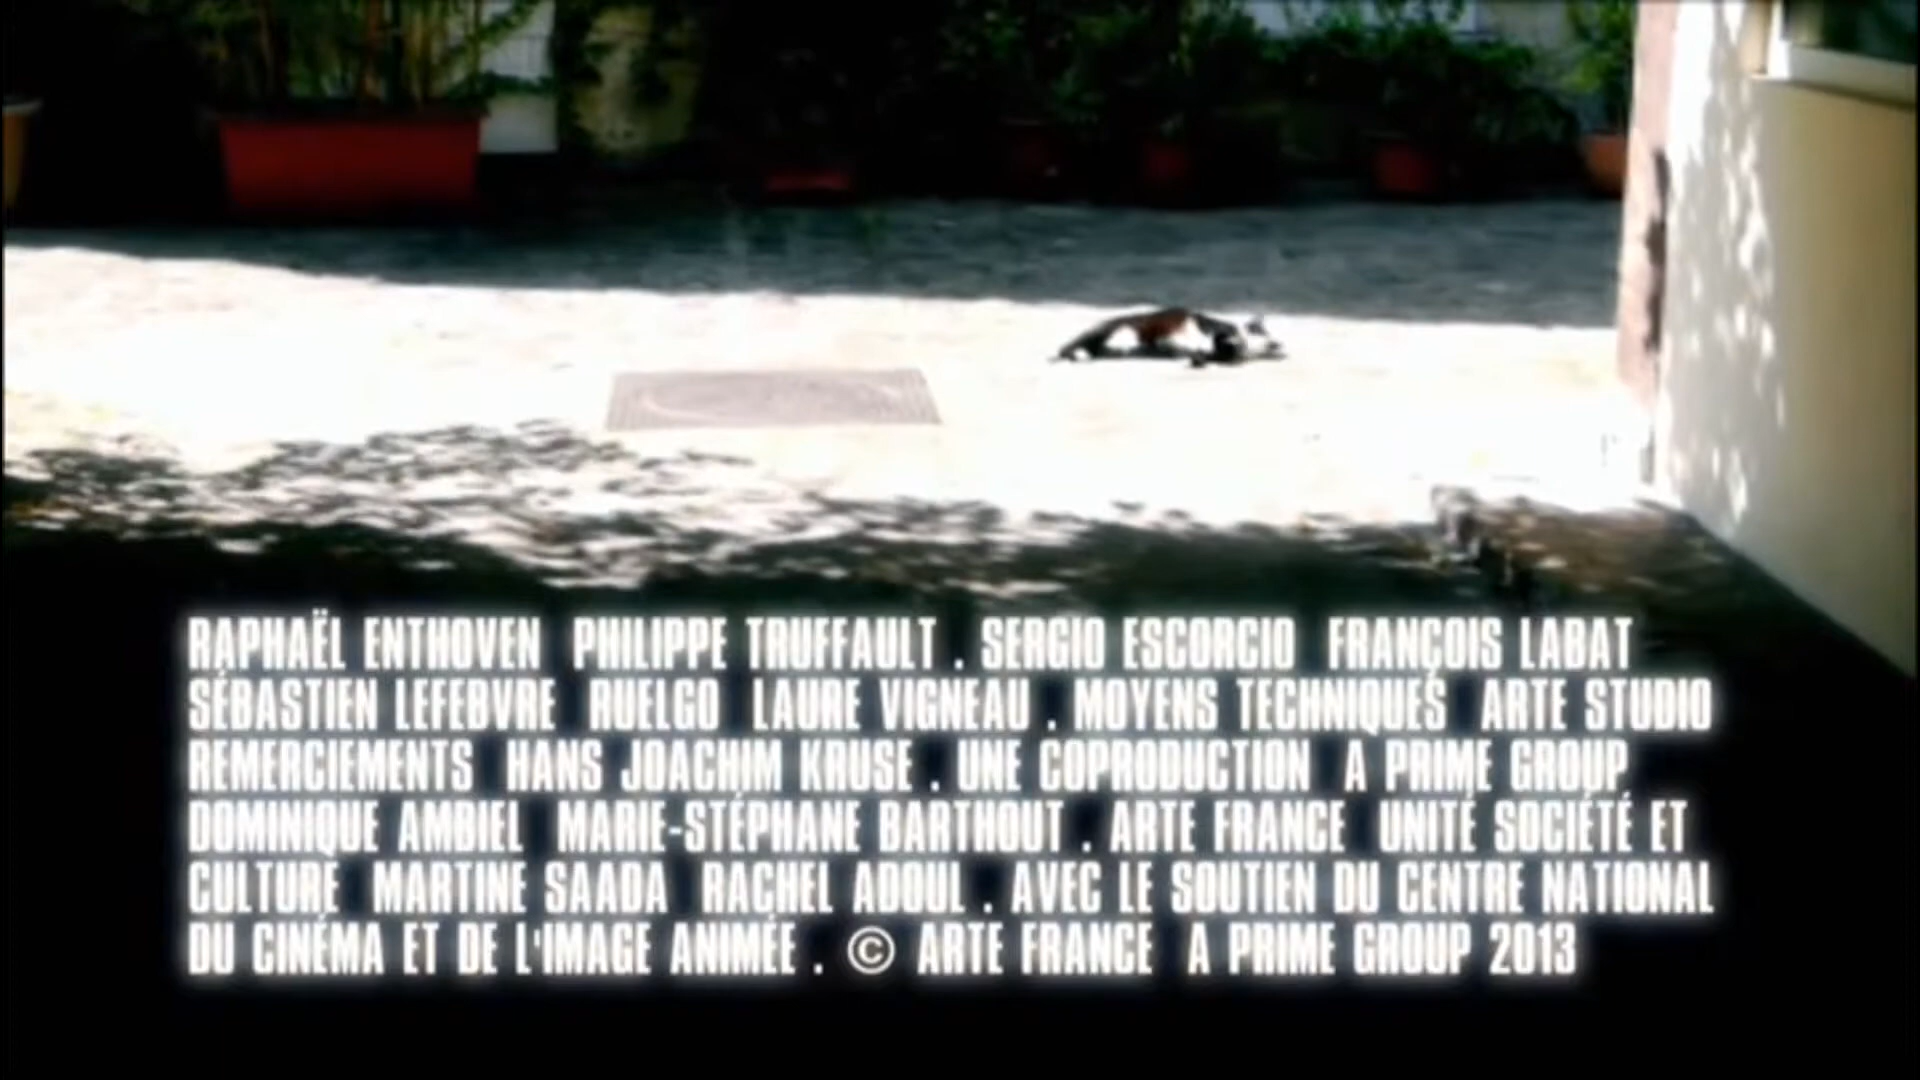 RAPHAËL ENTHOVEN PHILIPPE TRUFFAULT . SERGIO ESCORCIO FRANÇOIS LABAT
SÉBASTIEN LEFEBVRE RUELGO LAURE VIGNEAU . MOYENS TECHNIQUES ARTE STUDIO
REMERCIEMENTS HANS JOACHIM KRUSE . UNE COPRODUCTION A PRIME GROUP
DOMINIQUE AMBIEL MARIE-STÉPHANE BARTHOUT . ARTE FRANCE UNITÉ SOCIÉTÉ ET
CULTURE MARTINE SAADA RACHEL ADOUL . AVEC LE SOUTIEN DU CENTRE NATIONAL
DU CINÉMA ET DE L'IMAGE ANIMÉE . © ARTE FRANCE A PRIME GROUP 2013